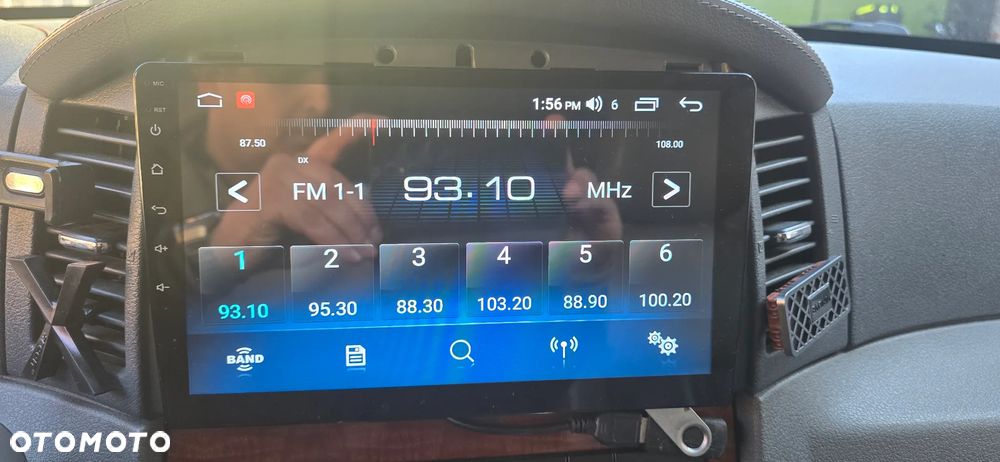 MIC
RST
1:56 PM 6
87.50
108.00
DX
< FM 1-1 93.10 MHz >
1 2 3 4 5 6
93.10 95.30 88.30 103.20 88.90 100.20
BAND
OTOMOTO